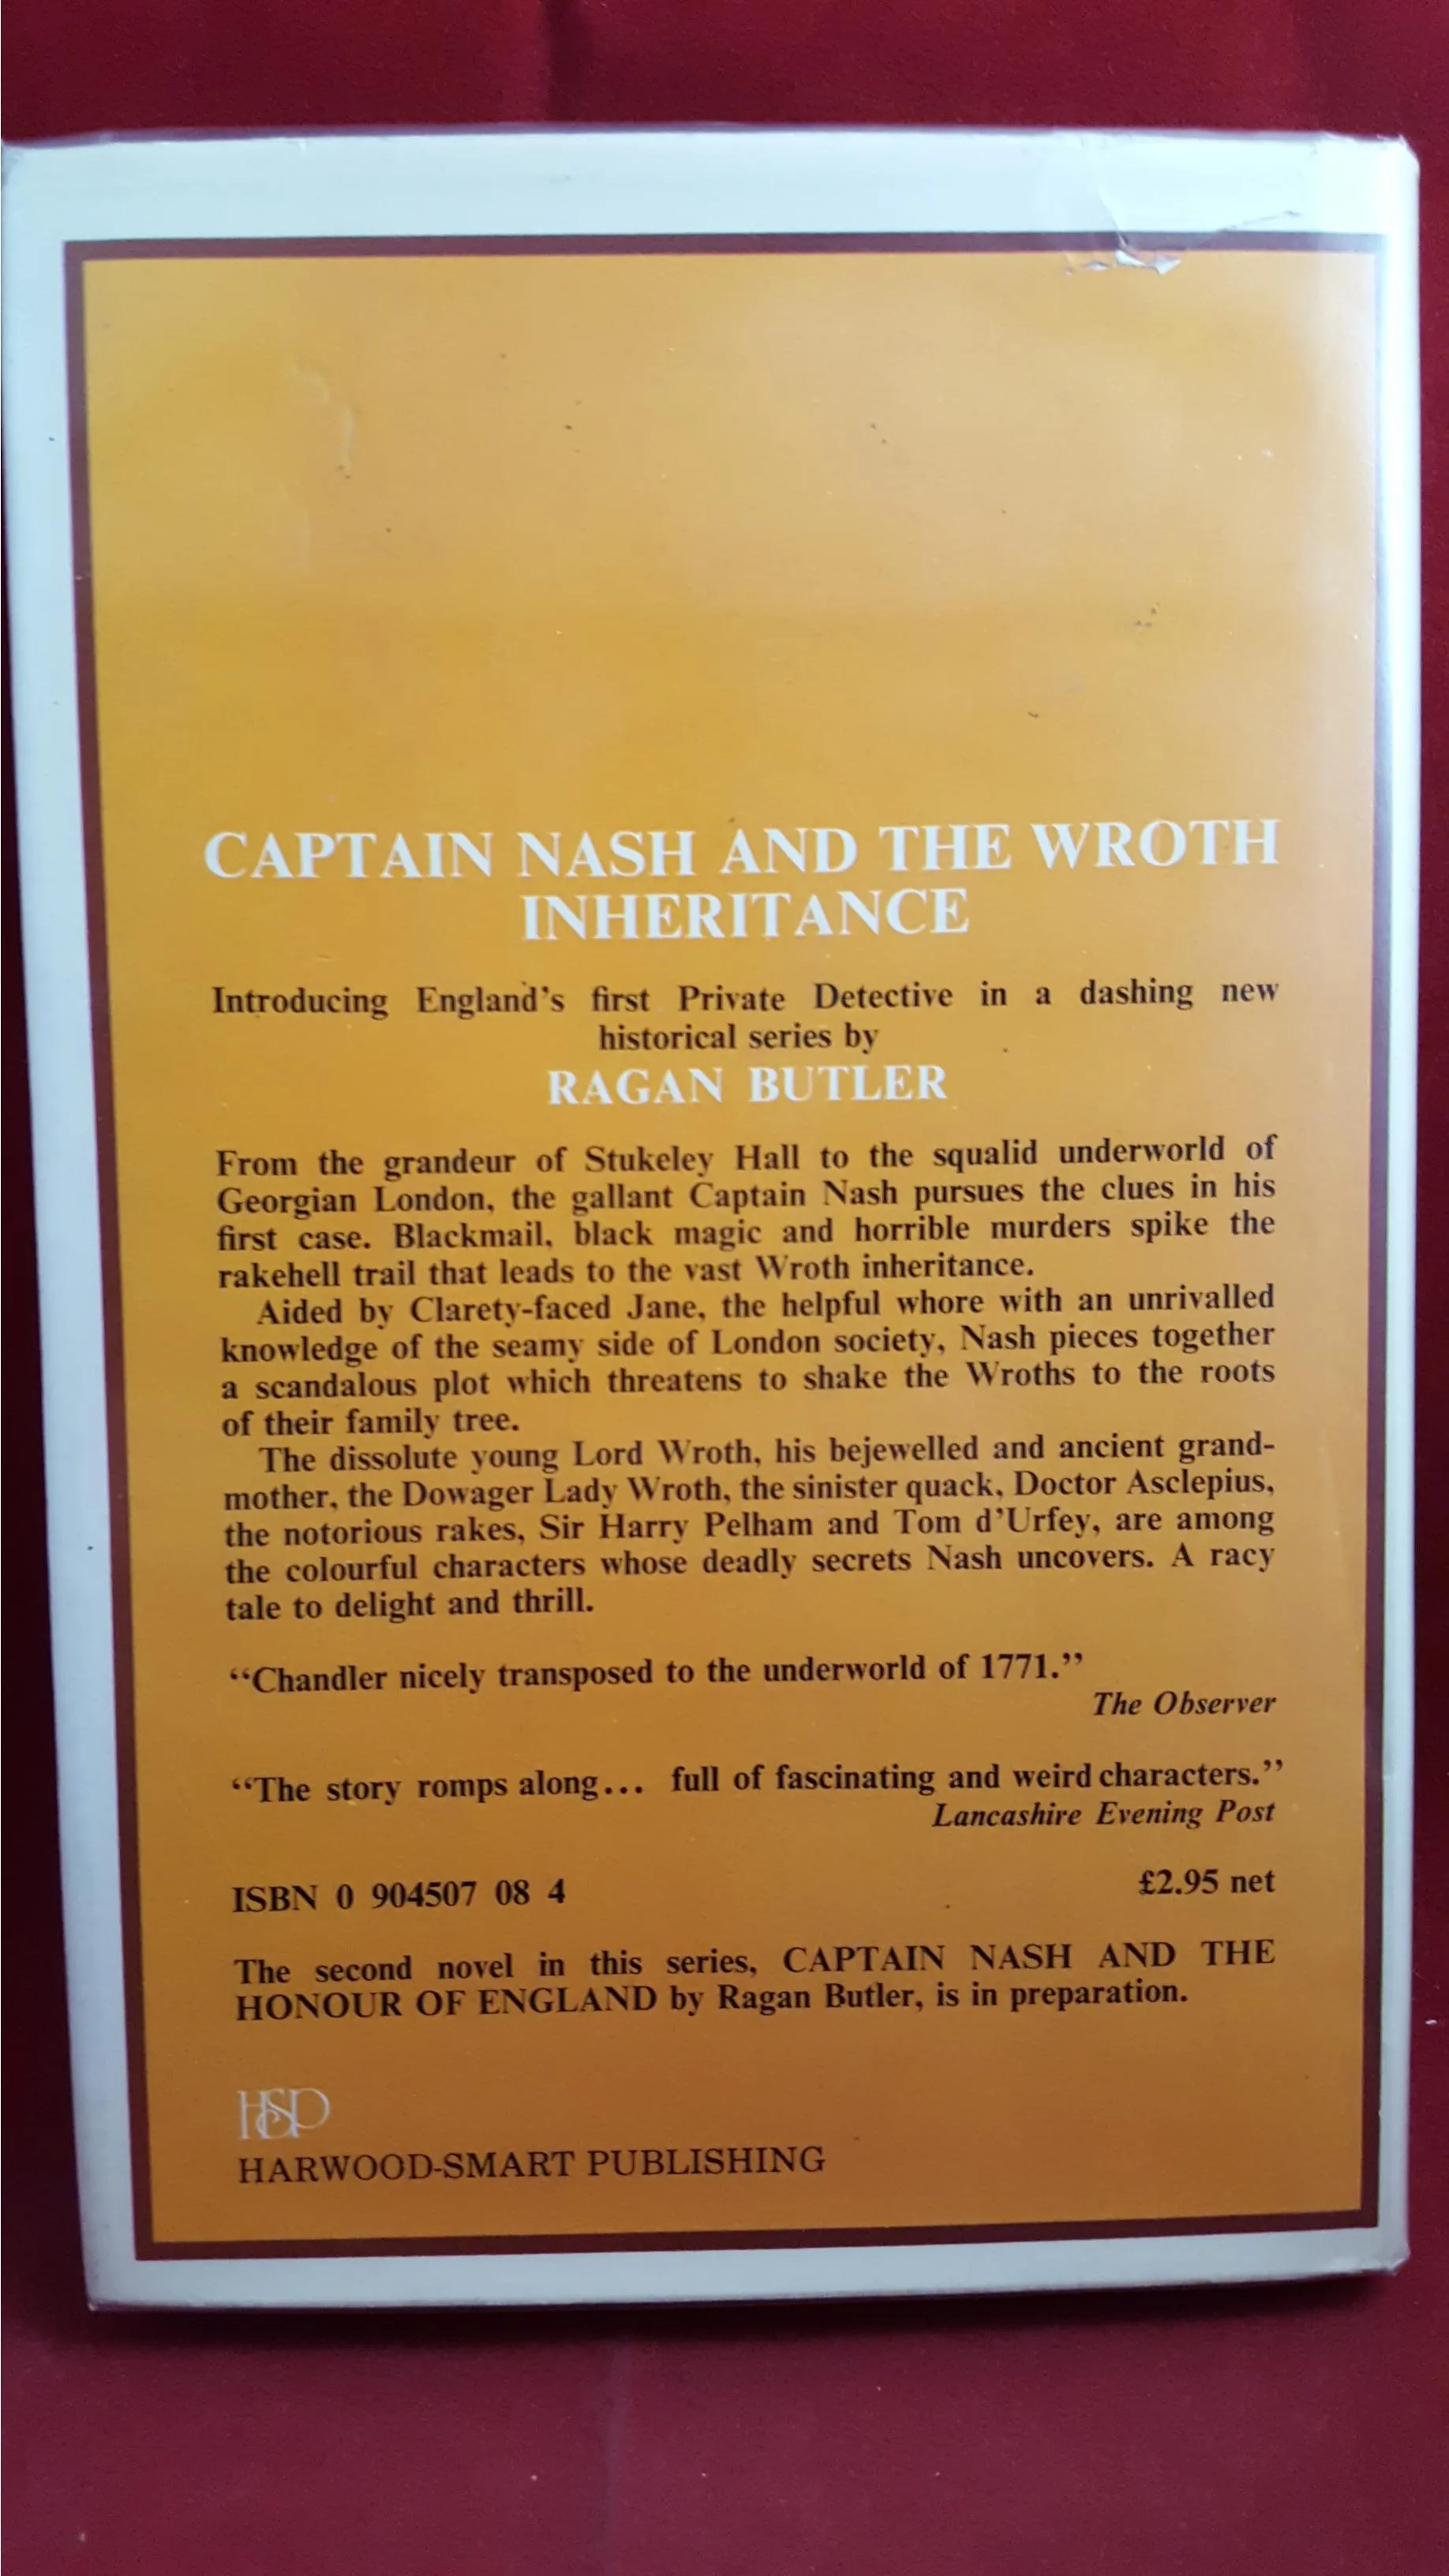 CAPTAIN NASH AND THE WROTH
INHERITANCE
Introducing England's first Private Detective in a dashing new
historical series by
RAGAN BUTLER
From the grandeur of Stukeley Hall to the squalid underworld of
Georgian London, the gallant Captain Nash pursues the clues in his
first case. Blackmail, black magic and horrible murders spike the
rakehell trail that leads to the vast Wroth inheritance.
Aided by Clarety-faced Jane, the helpful whore with an unrivalled
knowledge of the seamy side of London society, Nash pieces together
a scandalous plot which threatens to shake the Wroths to the roots
of their family tree.
The dissolute young Lord Wroth, his bejewelled and ancient grand-
mother, the Dowager Lady Wroth, the sinister quack, Doctor Asclepius,
the notorious rakes, Sir Harry Pelham and Tom d'Urfey, are among
the colourful characters whose deadly secrets Nash uncovers. A racy
tale to delight and thrill.
“Chandler nicely transposed to the underworld of 1771.”
The Observer
“The story romps along... full of fascinating and weird characters.”
Lancashire Evening Post
ISBN 0 904507 08 4 £2.95 net
The second novel in this series, CAPTAIN NASH AND THE
HONOUR OF ENGLAND by Ragan Butler, is in preparation.
HSP
HARWOOD-SMART PUBLISHING